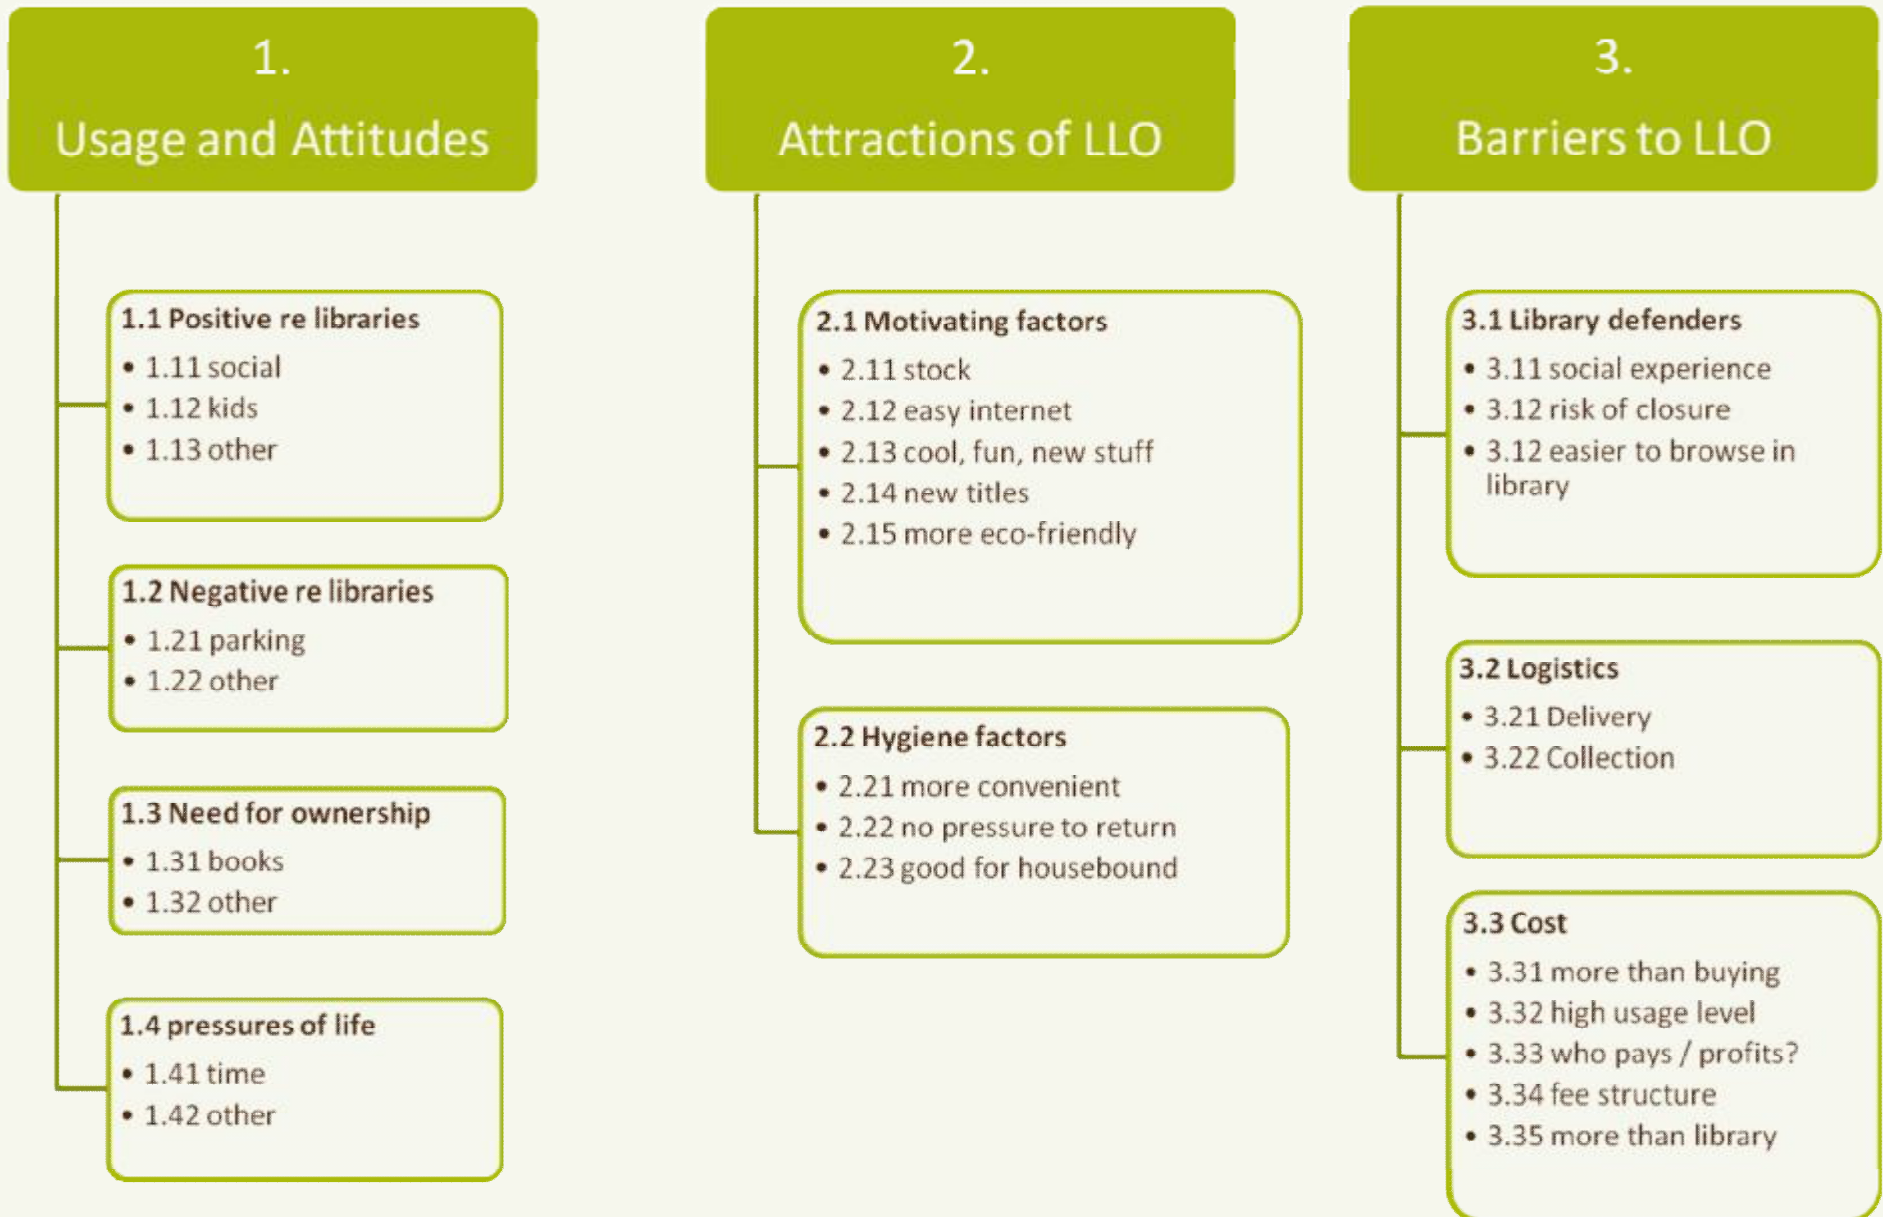 1.
Usage and Attitudes
1.1 Positive re libraries
• 1.11 social
• 1.12 kids
• 1.13 other
1.2 Negative re libraries
• 1.21 parking
• 1.22 other
1.3 Need for ownership
• 1.31 books
• 1.32 other
1.4 pressures of life
• 1.41 time
• 1.42 other
2.
Attractions of LLO
2.1 Motivating factors
• 2.11 stock
• 2.12 easy internet
• 2.13 cool, fun, new stuff
• 2.14 new titles
• 2.15 more eco-friendly
2.2 Hygiene factors
• 2.21 more convenient
• 2.22 no pressure to return
• 2.23 good for housebound
3.
Barriers to LLO
3.1 Library defenders
• 3.11 social experience
• 3.12 risk of closure
• 3.12 easier to browse in
library
3.2 Logistics
• 3.21 Delivery
• 3.22 Collection
3.3 Cost
• 3.31 more than buying
• 3.32 high usage level
• 3.33 who pays / profits?
• 3.34 fee structure
• 3.35 more than library